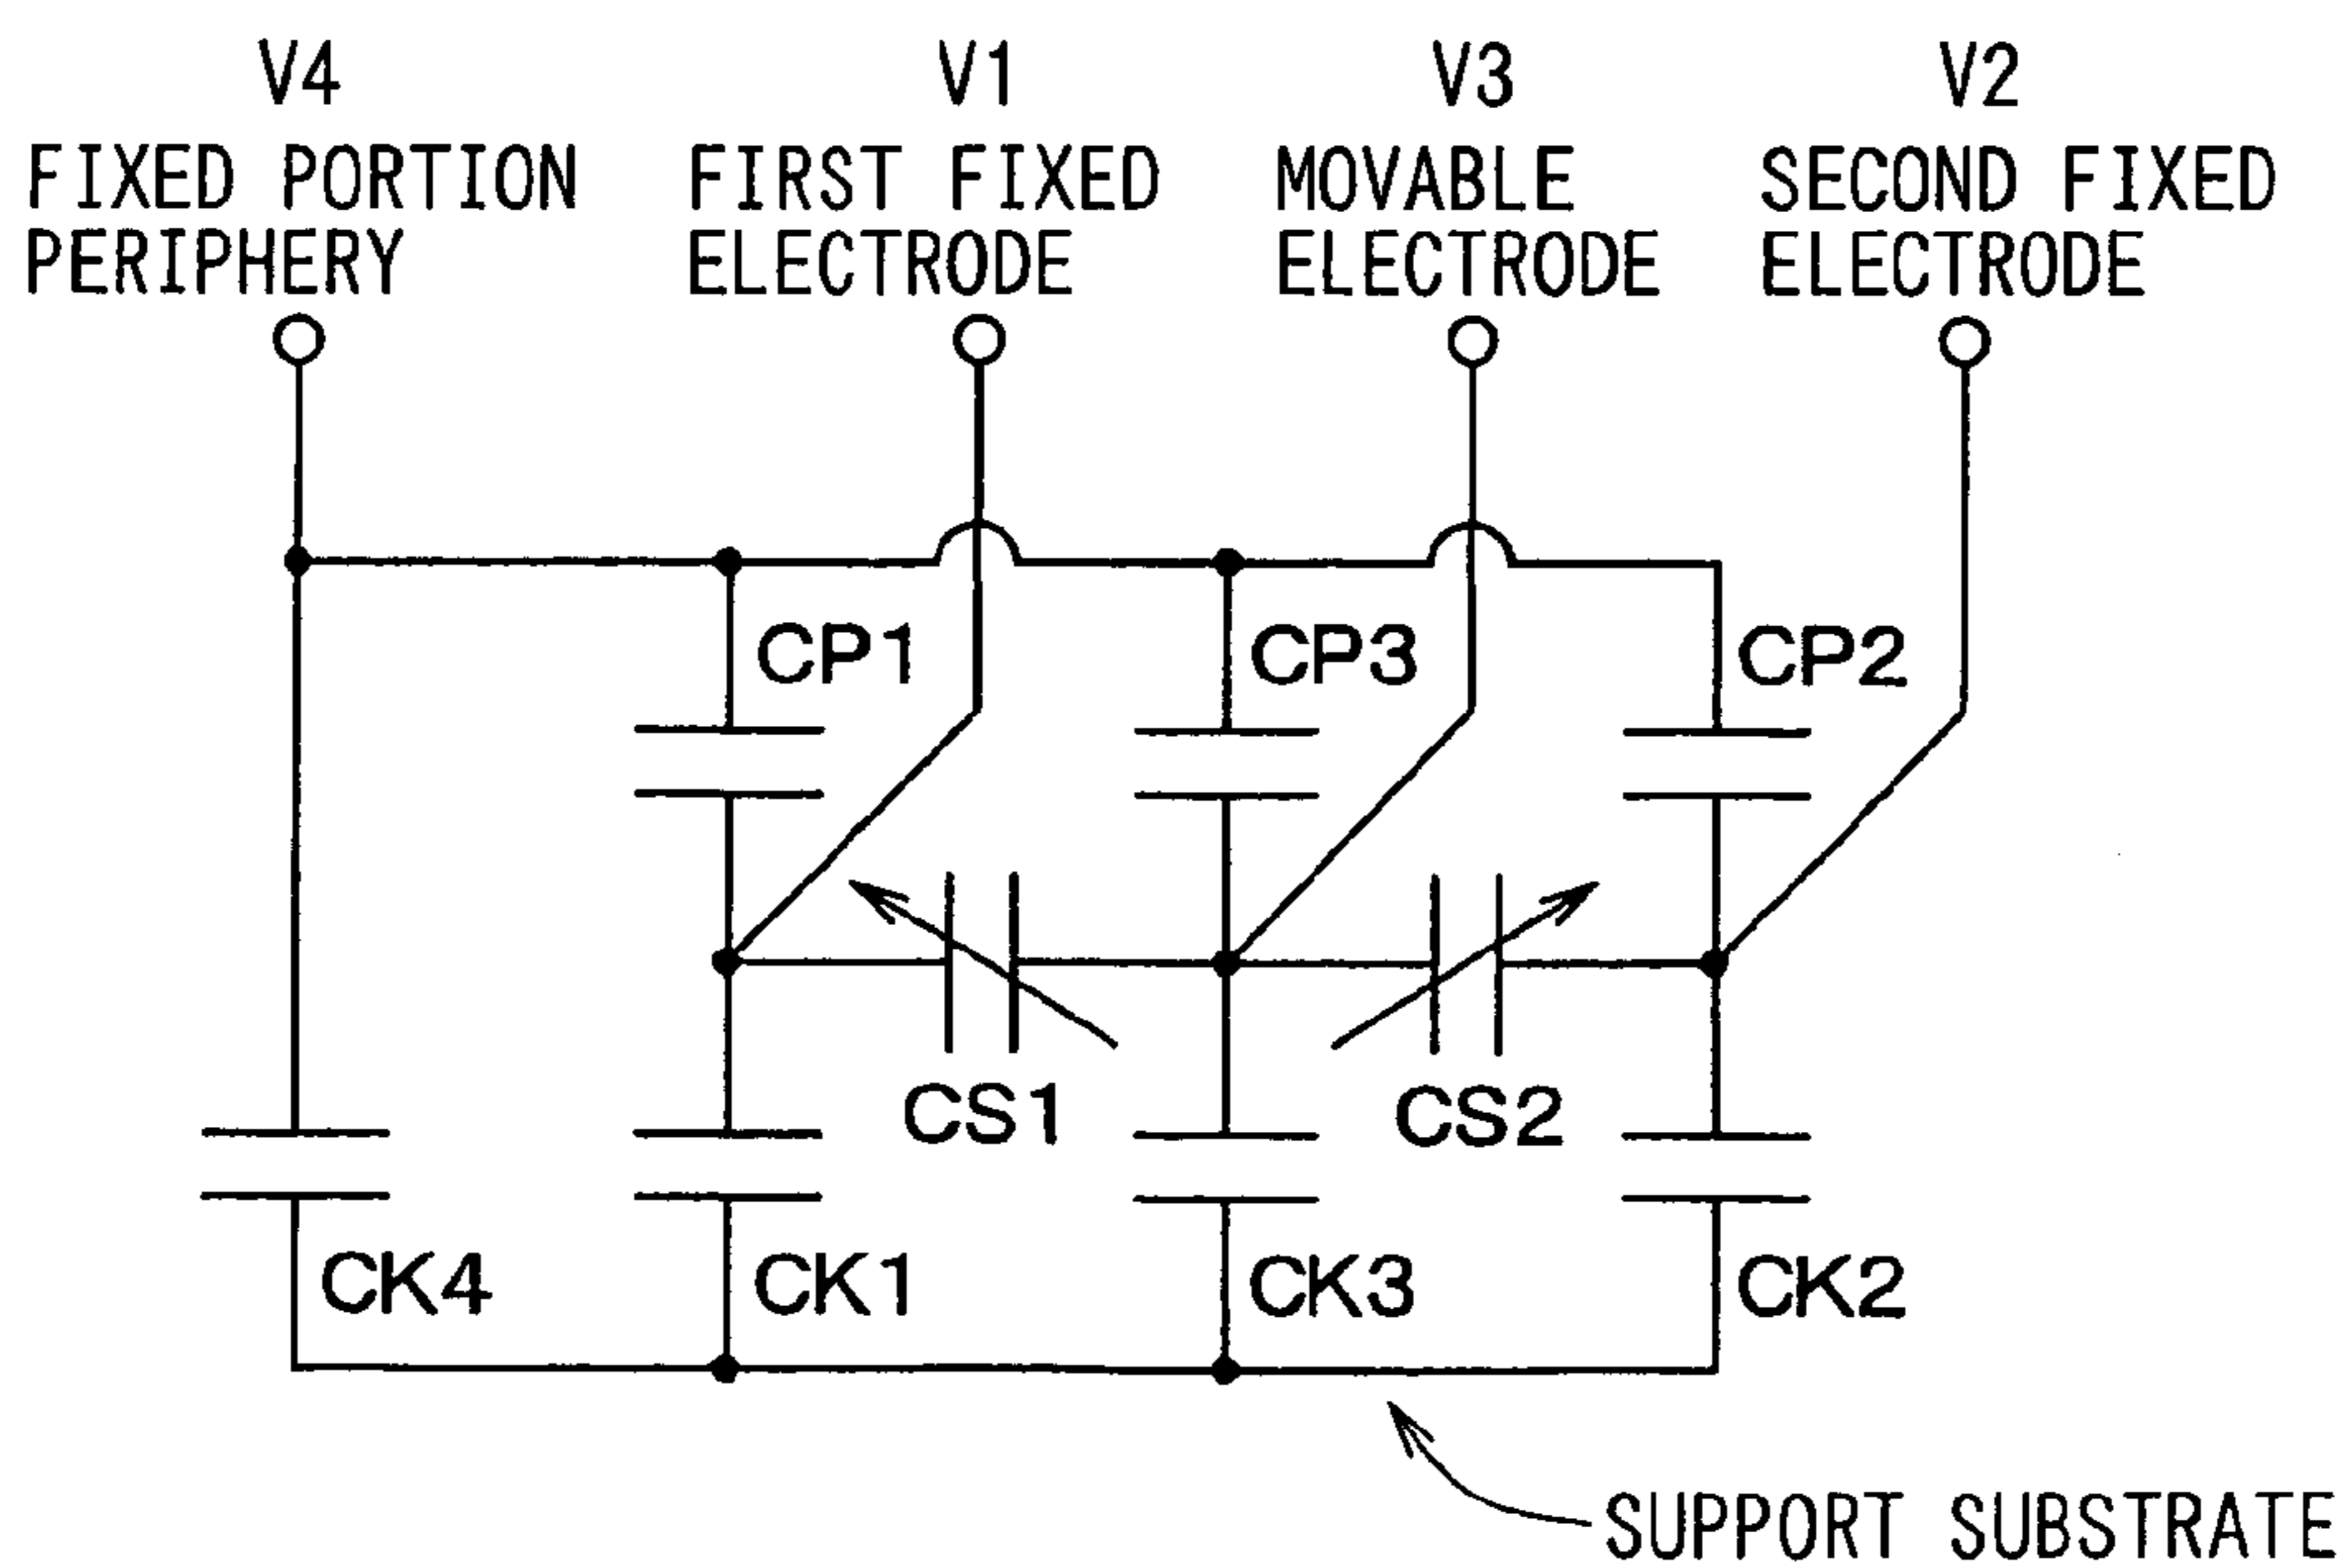 V4
V1
V3
V2
FIXED PORTION
PERIPHERY
FIRST FIXED
ELECTRODE
MOVABLE
ELECTRODE
SECOND FIXED
ELECTRODE
CP1
CP3
CP2
CS1
CS2
CK4
CK1
CK3
CK2
SUPPORT SUBSTRATE